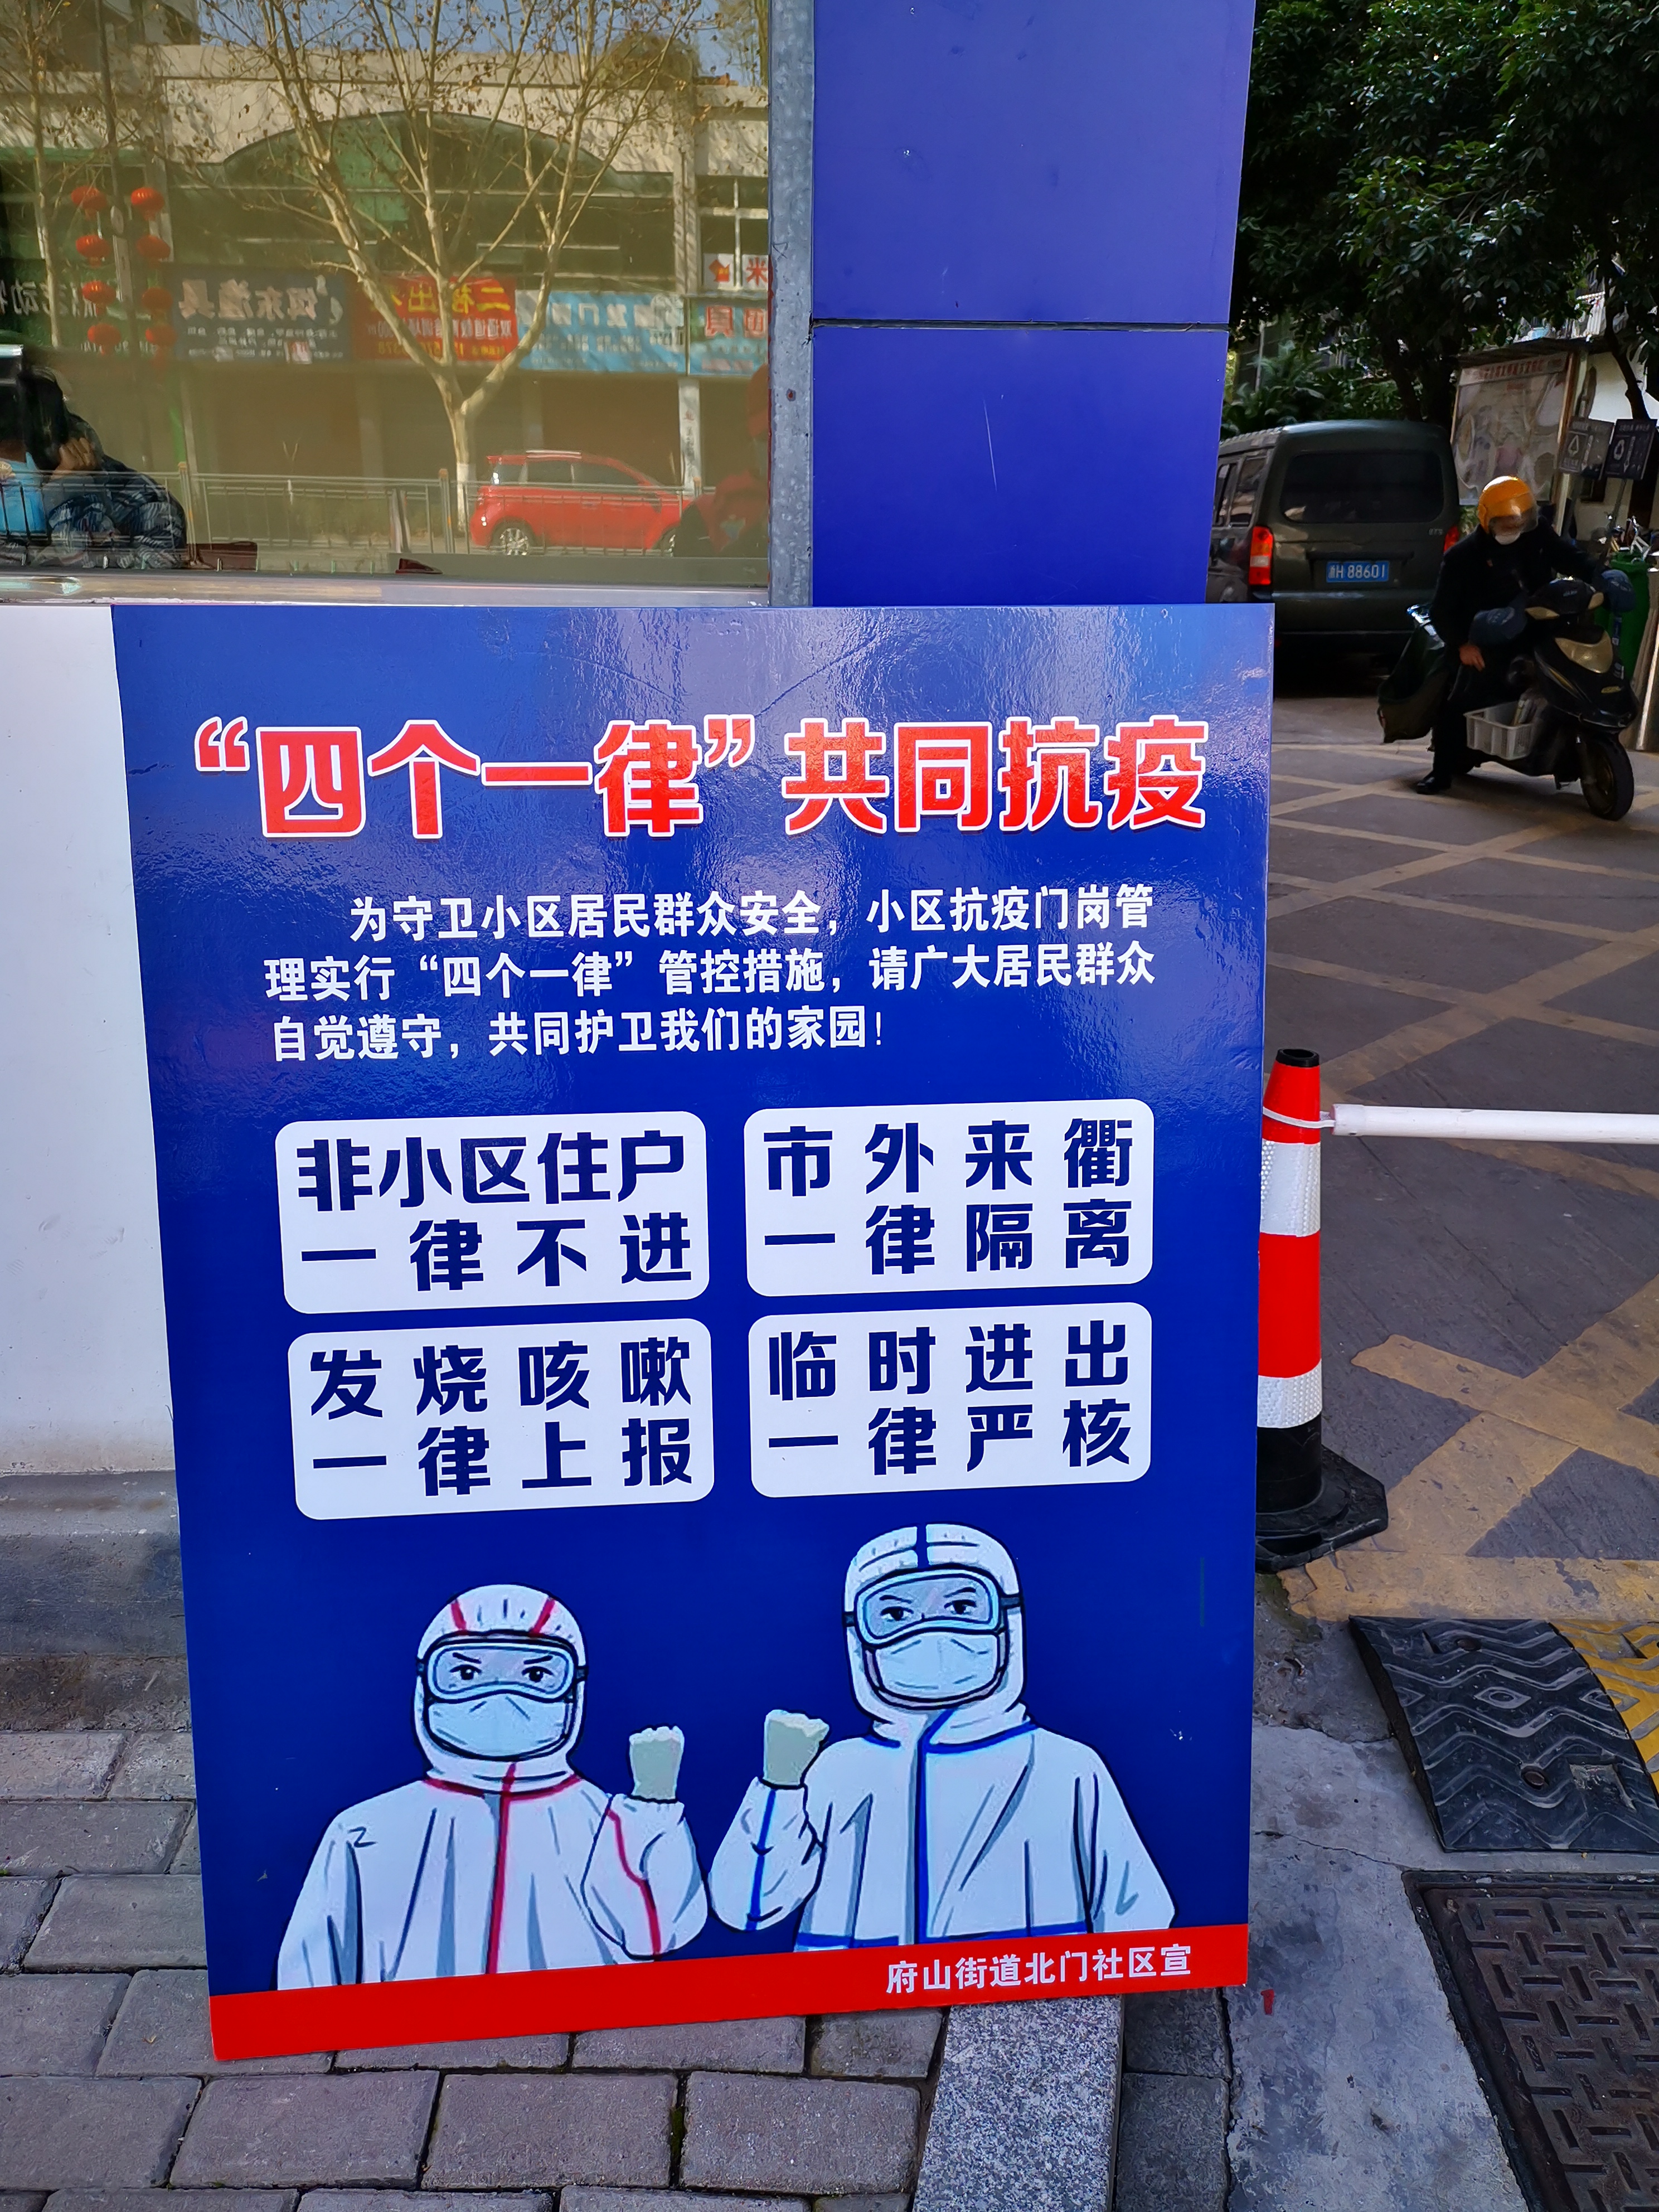 “四个一律”共同抗疫
为守卫小区居民群众安全，小区抗疫门岗管
理实行“四个一律”管控措施，请广大居民群众
自觉遵守，共同护卫我们的家园！
非小区住户
一律不进
市外来衢
一律隔离
发烧咳嗽
一律上报
临时进出
一律严核
府山街道北门社区宣
浙H 88601